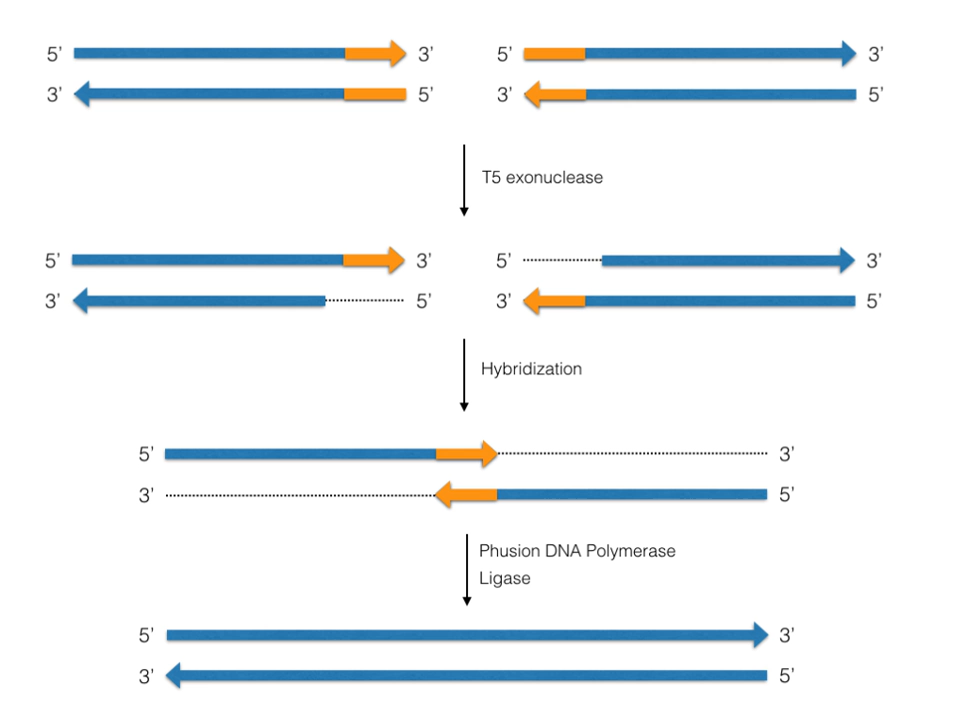 5’ 3’ 5’ 3’
3’ 5’ 3’ 5’
T5 exonuclease
5’ 3’ 5’ 3’
3’ 5’ 3’ 5’
Hybridization
5’ 3’
3’ 5’
Phusion DNA Polymerase
Ligase
5’ 3’
3’ 5’